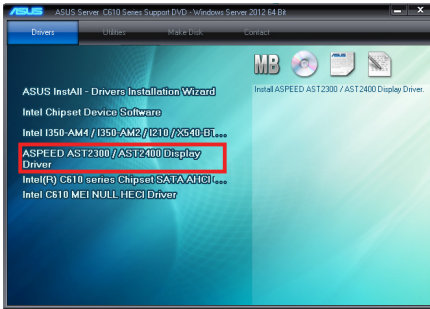 ASUS ASUS Server C610 Series Support DVD - Windows Server 2012 64 Bit
Drivers Utilities Make Disk Contact
MB
Install ASPEED AST2300 / AST2400 Display Driver.
ASUS InstAll - Drivers Installation Wizard
Intel Chipset Device Software
Intel I350-AM4 / I350-AM2 / I210 /X540-BT...
ASPEED AST2300 / AST2400 Display
Driver
Intel(R) C610 series Chipset SATA AHCI (...
Intel C610 MEI NULL HECI Driver